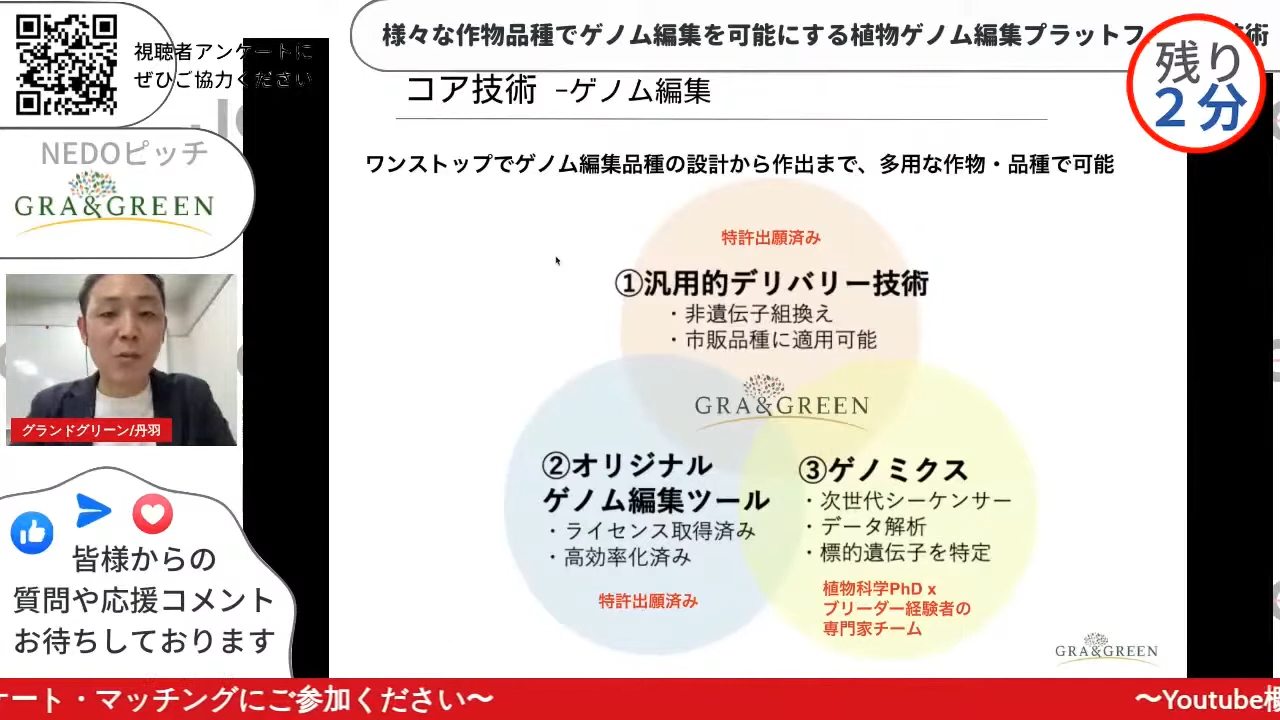 視聴者アンケートに
ぜひご協力ください
様々な作物品種でゲノム編集を可能にする植物ゲノム編集プラットフ
術
残り
2分
NEDOピッチ
GRA&GREEN
コア技術 -ゲノム編集
ワンストップでゲノム編集品種の設計から作出まで、多用な作物・品種で可能
特許出願済み
①汎用的デリバリー技術
・非遺伝子組換え
・市販品種に適用可能
GRA&GREEN
②オリジナル
ゲノム編集ツール
・ライセンス取得済み
・高効率化済み
特許出願済み
③ゲノミクス
・次世代シーケンサー
・データ解析
・標的遺伝子を特定
植物科学PhD x
ブリーダー経験者の
専門家チーム
GRA&GREEN
グランドグリーン/丹羽
皆様からの
質問や応援コメント
お待ちしております
ケート・マッチングにご参加ください〜
〜Youtube概